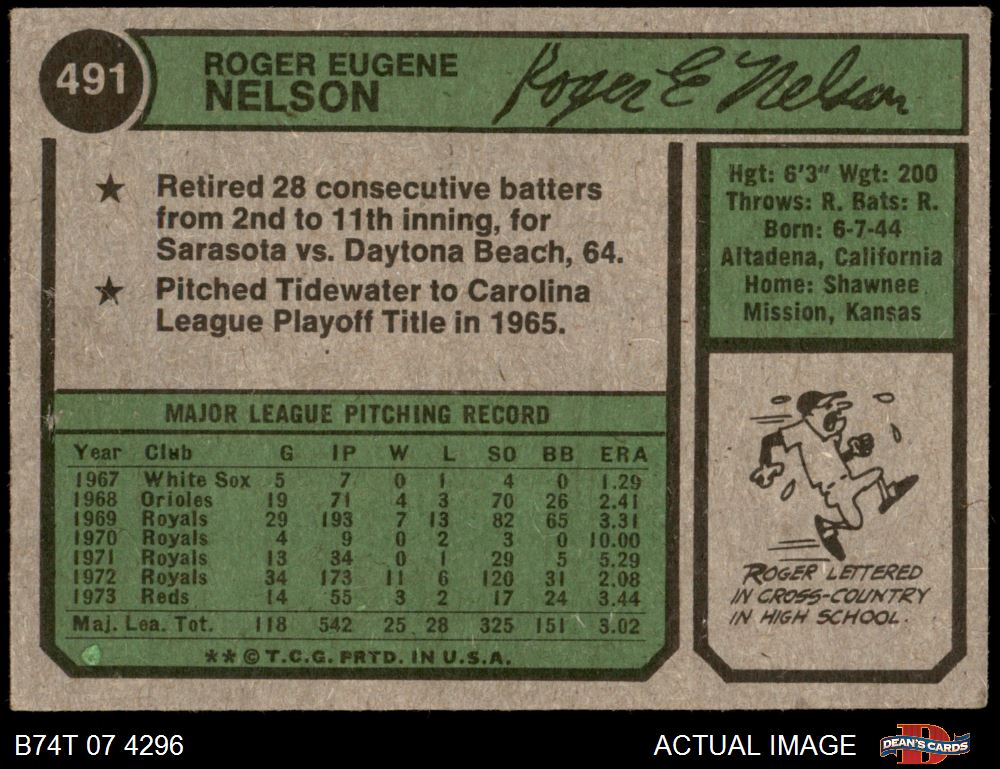 491
ROGER EUGENE
NELSON
Roger E Nelson
★ Retired 28 consecutive batters
from 2nd to 11th inning, for
Sarasota vs. Daytona Beach, 64.
★ Pitched Tidewater to Carolina
League Playoff Title in 1965.
Hgt: 6'3" Wgt: 200
Throws: R. Bats: R.
Born: 6-7-44
Altadena, California
Home: Shawnee
Mission, Kansas
MAJOR LEAGUE PITCHING RECORD
Year Club G IP W L SO BB ERA
1967 White Sox 5 7 0 1 4 0 1.29
1968 Orioles 19 71 4 3 70 26 2.41
1969 Royals 29 193 7 13 82 65 3.31
1970 Royals 4 9 0 2 3 0 10.00
1971 Royals 13 34 0 1 29 5 5.29
1972 Royals 34 173 11 6 120 31 2.08
1973 Reds 14 55 3 2 17 24 3.44
Maj. Lea. Tot. 118 542 25 28 325 151 3.02
** © T.C.G. PRTD. IN U.S.A.
ROGER LETTERED
IN CROSS-COUNTRY
IN HIGH SCHOOL.
B74T 07 4296
ACTUAL IMAGE
DEAN'S CARDS